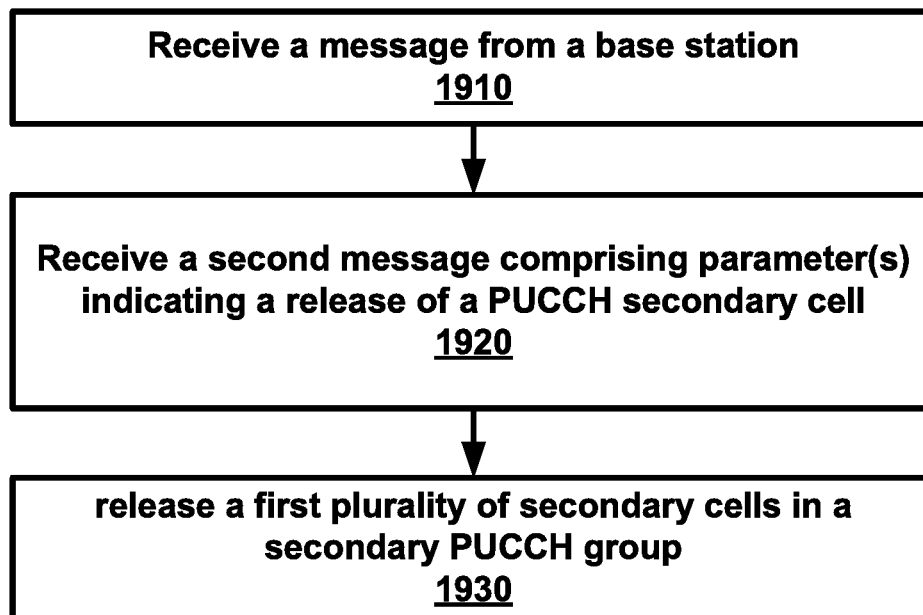 Receive a message from a base station
1910
Receive a second message comprising parameter(s)
indicating a release of a PUCCH secondary cell
1920
release a first plurality of secondary cells in a
secondary PUCCH group
1930